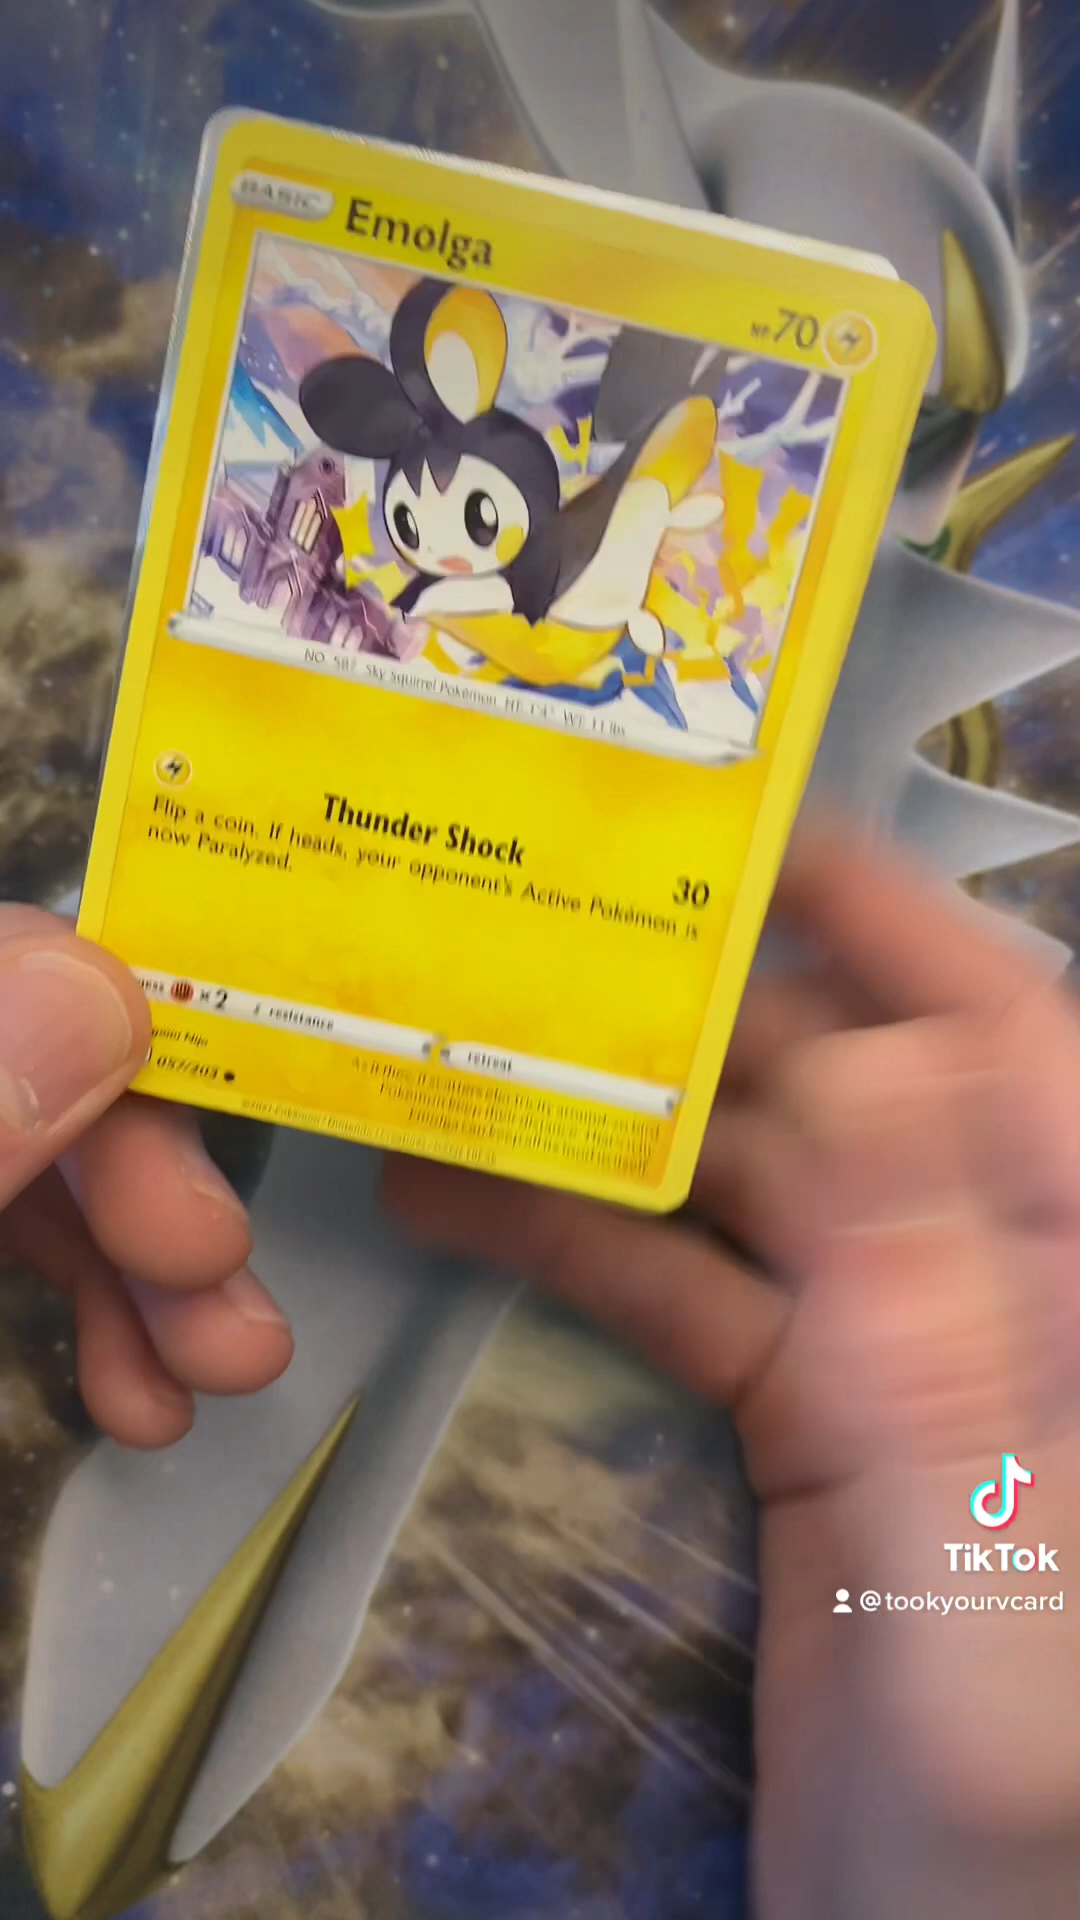 BASIC Emolga
HP 70
NO. 587 Sky Squirrel Pokémon HT: 1'4" WT: 11 lbs
Thunder Shock 30
Flip a coin. If heads, your opponent's Active Pokémon is
now Paralyzed.
×2 resistance retreat
057/203
TikTok
@tookyourvcard